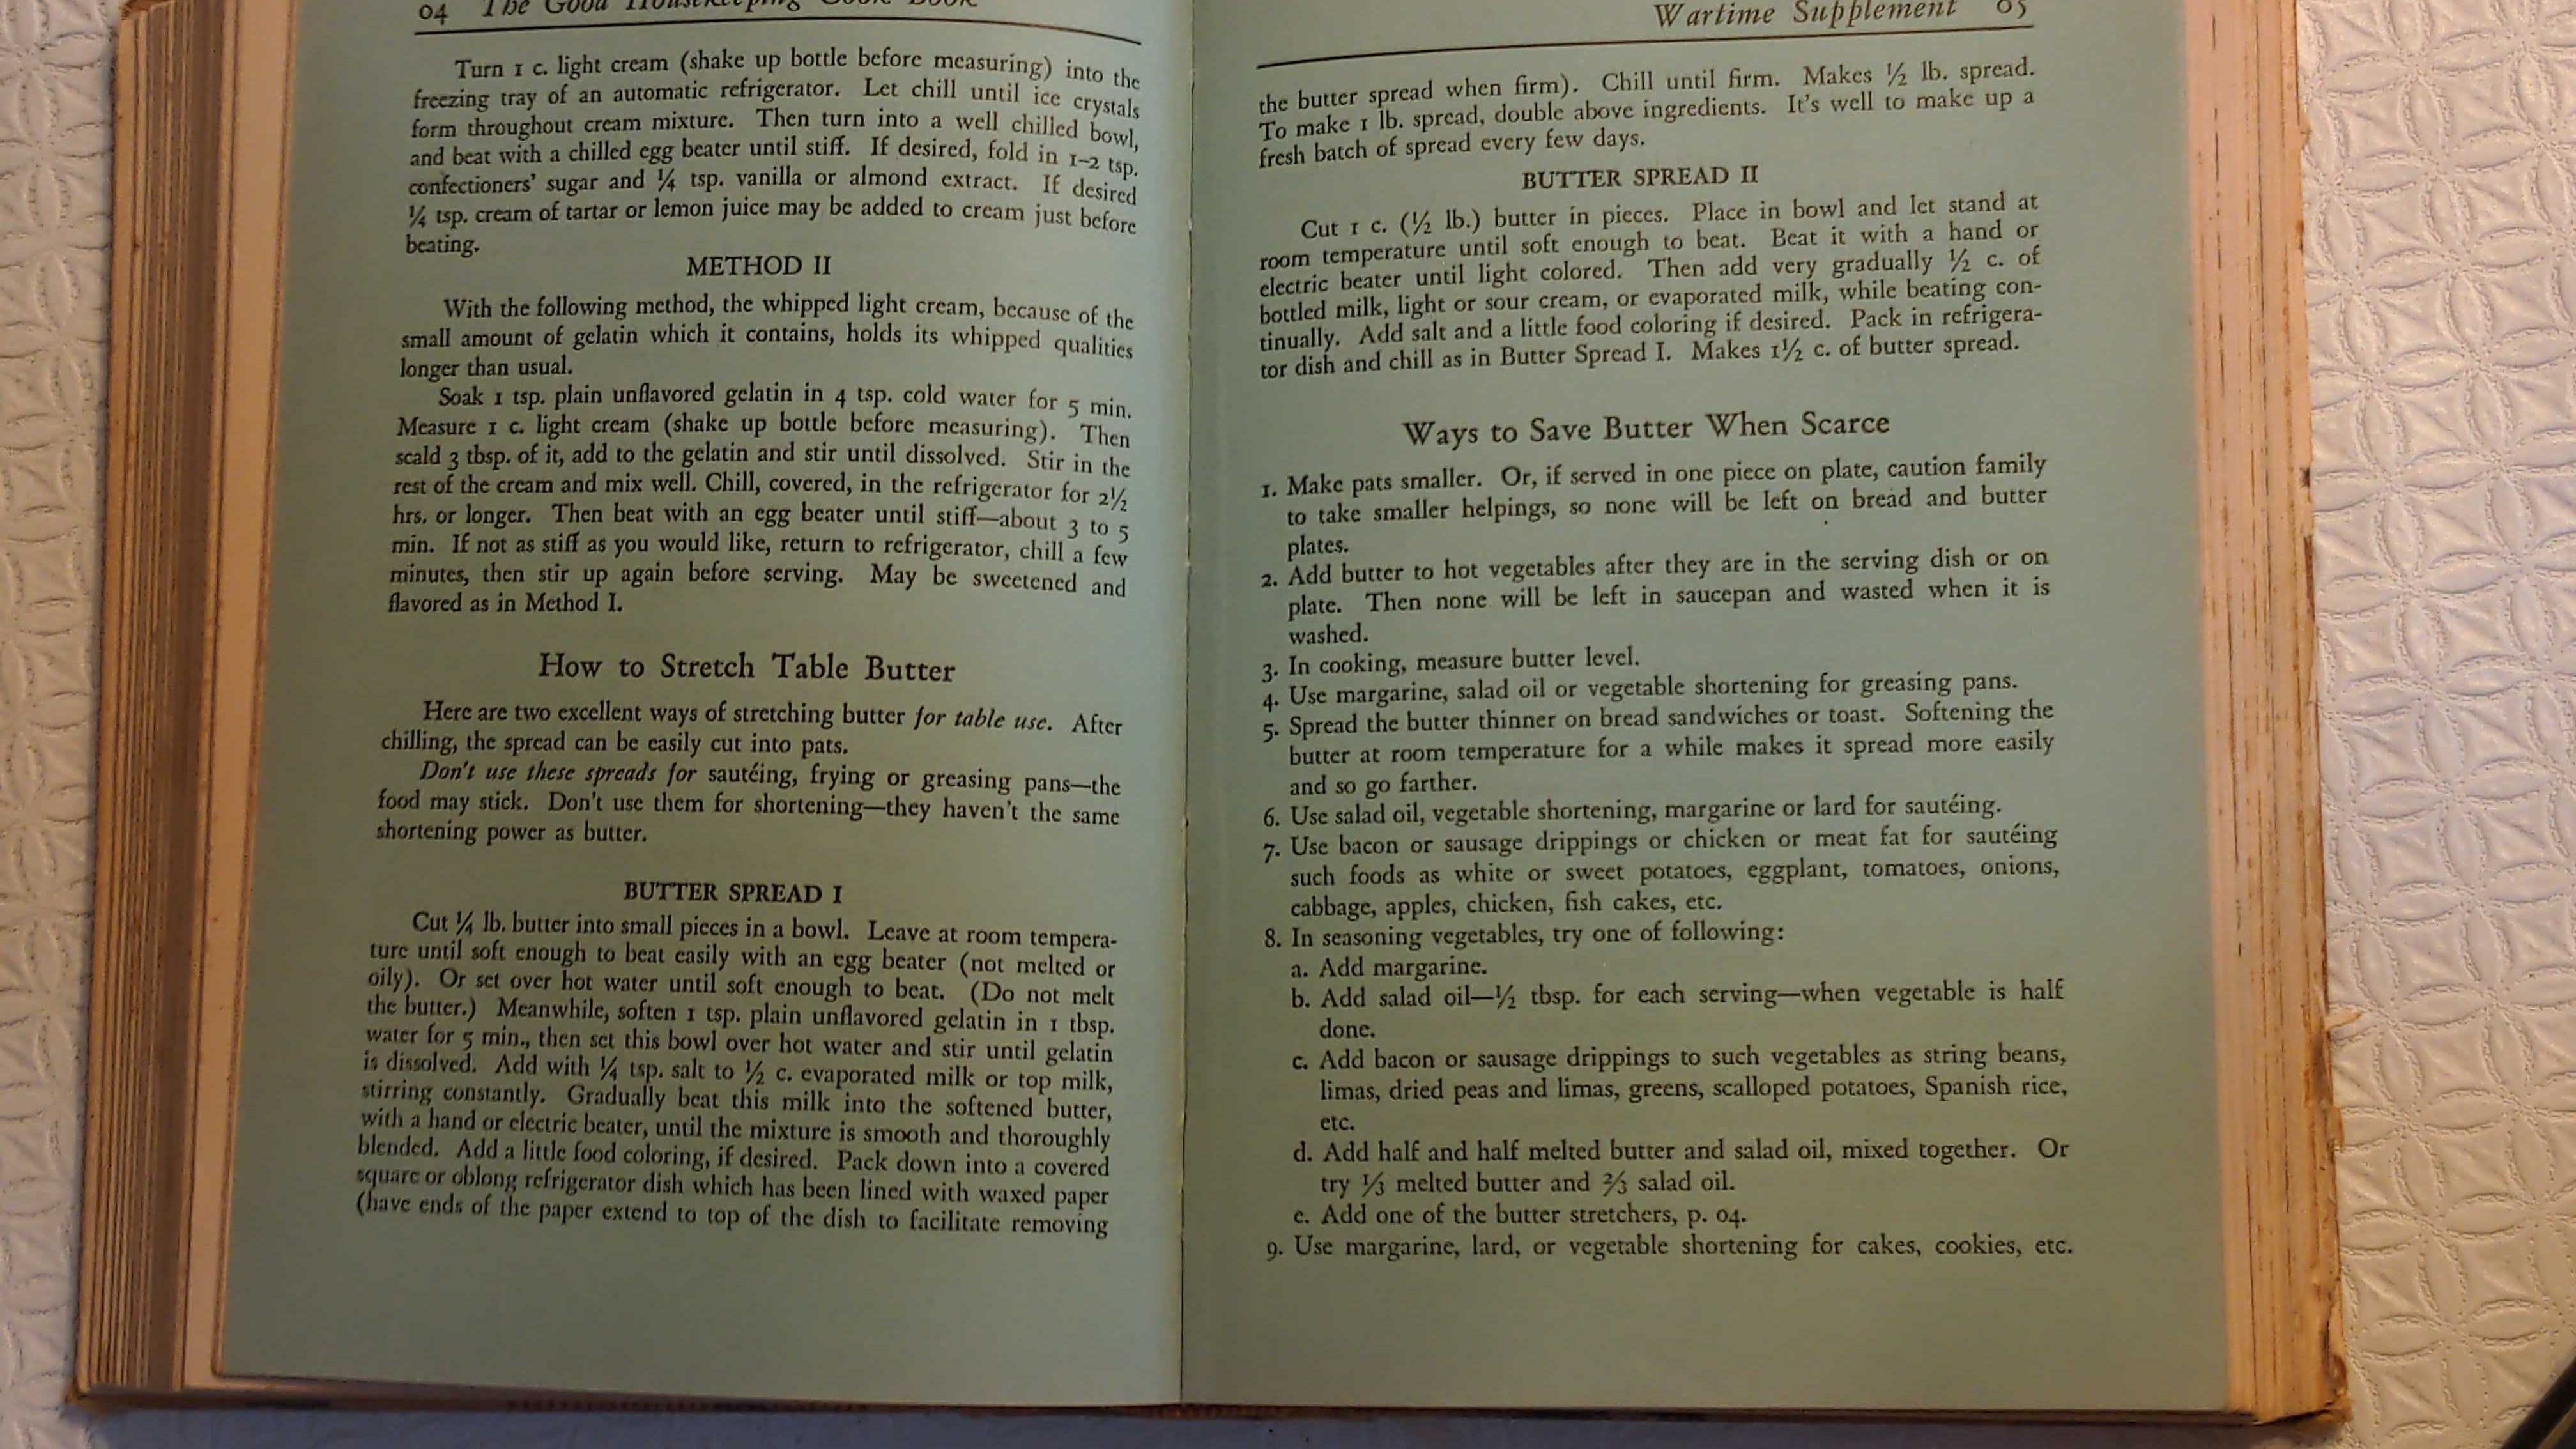 04 The Good Housekeeping Cook Book
Turn 1 c. light cream (shake up bottle before measuring) into the
freezing tray of an automatic refrigerator. Let chill until ice crystals
form throughout cream mixture. Then turn into a well chilled bowl,
and beat with a chilled egg beater until stiff. If desired, fold in 1–2 tsp.
confectioners' sugar and ¼ tsp. vanilla or almond extract. If desired
¼ tsp. cream of tartar or lemon juice may be added to cream just before
beating.
METHOD II
With the following method, the whipped light cream, because of the
small amount of gelatin which it contains, holds its whipped qualities
longer than usual.
Soak 1 tsp. plain unflavored gelatin in 4 tsp. cold water for 5 min.
Measure 1 c. light cream (shake up bottle before measuring). Then
scald 3 tbsp. of it, add to the gelatin and stir until dissolved. Stir in the
rest of the cream and mix well. Chill, covered, in the refrigerator for 2½
hrs. or longer. Then beat with an egg beater until stiff—about 3 to 5
min. If not as stiff as you would like, return to refrigerator, chill a few
minutes, then stir up again before serving. May be sweetened and
flavored as in Method I.
How to Stretch Table Butter
Here are two excellent ways of stretching butter for table use. After
chilling, the spread can be easily cut into pats.
Don't use these spreads for sautéing, frying or greasing pans—the
food may stick. Don't use them for shortening—they haven't the same
shortening power as butter.
BUTTER SPREAD I
Cut ¼ lb. butter into small pieces in a bowl. Leave at room tempera-
ture until soft enough to beat easily with an egg beater (not melted or
oily). Or set over hot water until soft enough to beat. (Do not melt
the butter.) Meanwhile, soften 1 tsp. plain unflavored gelatin in 1 tbsp.
water for 5 min., then set this bowl over hot water and stir until gelatin
is dissolved. Add with ¼ tsp. salt to ½ c. evaporated milk or top milk,
stirring constantly. Gradually beat this milk into the softened butter,
with a hand or electric beater, until the mixture is smooth and thoroughly
blended. Add a little food coloring, if desired. Pack down into a covered
square or oblong refrigerator dish which has been lined with waxed paper
(have ends of the paper extend to top of the dish to facilitate removing
Wartime Supplement 05
the butter spread when firm). Chill until firm. Makes ½ lb. spread.
To make 1 lb. spread, double above ingredients. It's well to make up a
fresh batch of spread every few days.
BUTTER SPREAD II
Cut 1 c. (½ lb.) butter in pieces. Place in bowl and let stand at
room temperature until soft enough to beat. Beat it with a hand or
electric beater until light colored. Then add very gradually ½ c. of
bottled milk, light or sour cream, or evaporated milk, while beating con-
tinually. Add salt and a little food coloring if desired. Pack in refrigera-
tor dish and chill as in Butter Spread I. Makes 1½ c. of butter spread.
Ways to Save Butter When Scarce
1. Make pats smaller. Or, if served in one piece on plate, caution family
to take smaller helpings, so none will be left on bread and butter
plates.
2. Add butter to hot vegetables after they are in the serving dish or on
plate. Then none will be left in saucepan and wasted when it is
washed.
3. In cooking, measure butter level.
4. Use margarine, salad oil or vegetable shortening for greasing pans.
5. Spread the butter thinner on bread sandwiches or toast. Softening the
butter at room temperature for a while makes it spread more easily
and so go farther.
6. Use salad oil, vegetable shortening, margarine or lard for sautéing.
7. Use bacon or sausage drippings or chicken or meat fat for sautéing
such foods as white or sweet potatoes, eggplant, tomatoes, onions,
cabbage, apples, chicken, fish cakes, etc.
8. In seasoning vegetables, try one of following:
a. Add margarine.
b. Add salad oil—½ tbsp. for each serving—when vegetable is half
done.
c. Add bacon or sausage drippings to such vegetables as string beans,
limas, dried peas and limas, greens, scalloped potatoes, Spanish rice,
etc.
d. Add half and half melted butter and salad oil, mixed together. Or
try ⅓ melted butter and ⅔ salad oil.
e. Add one of the butter stretchers, p. 04.
9. Use margarine, lard, or vegetable shortening for cakes, cookies, etc.